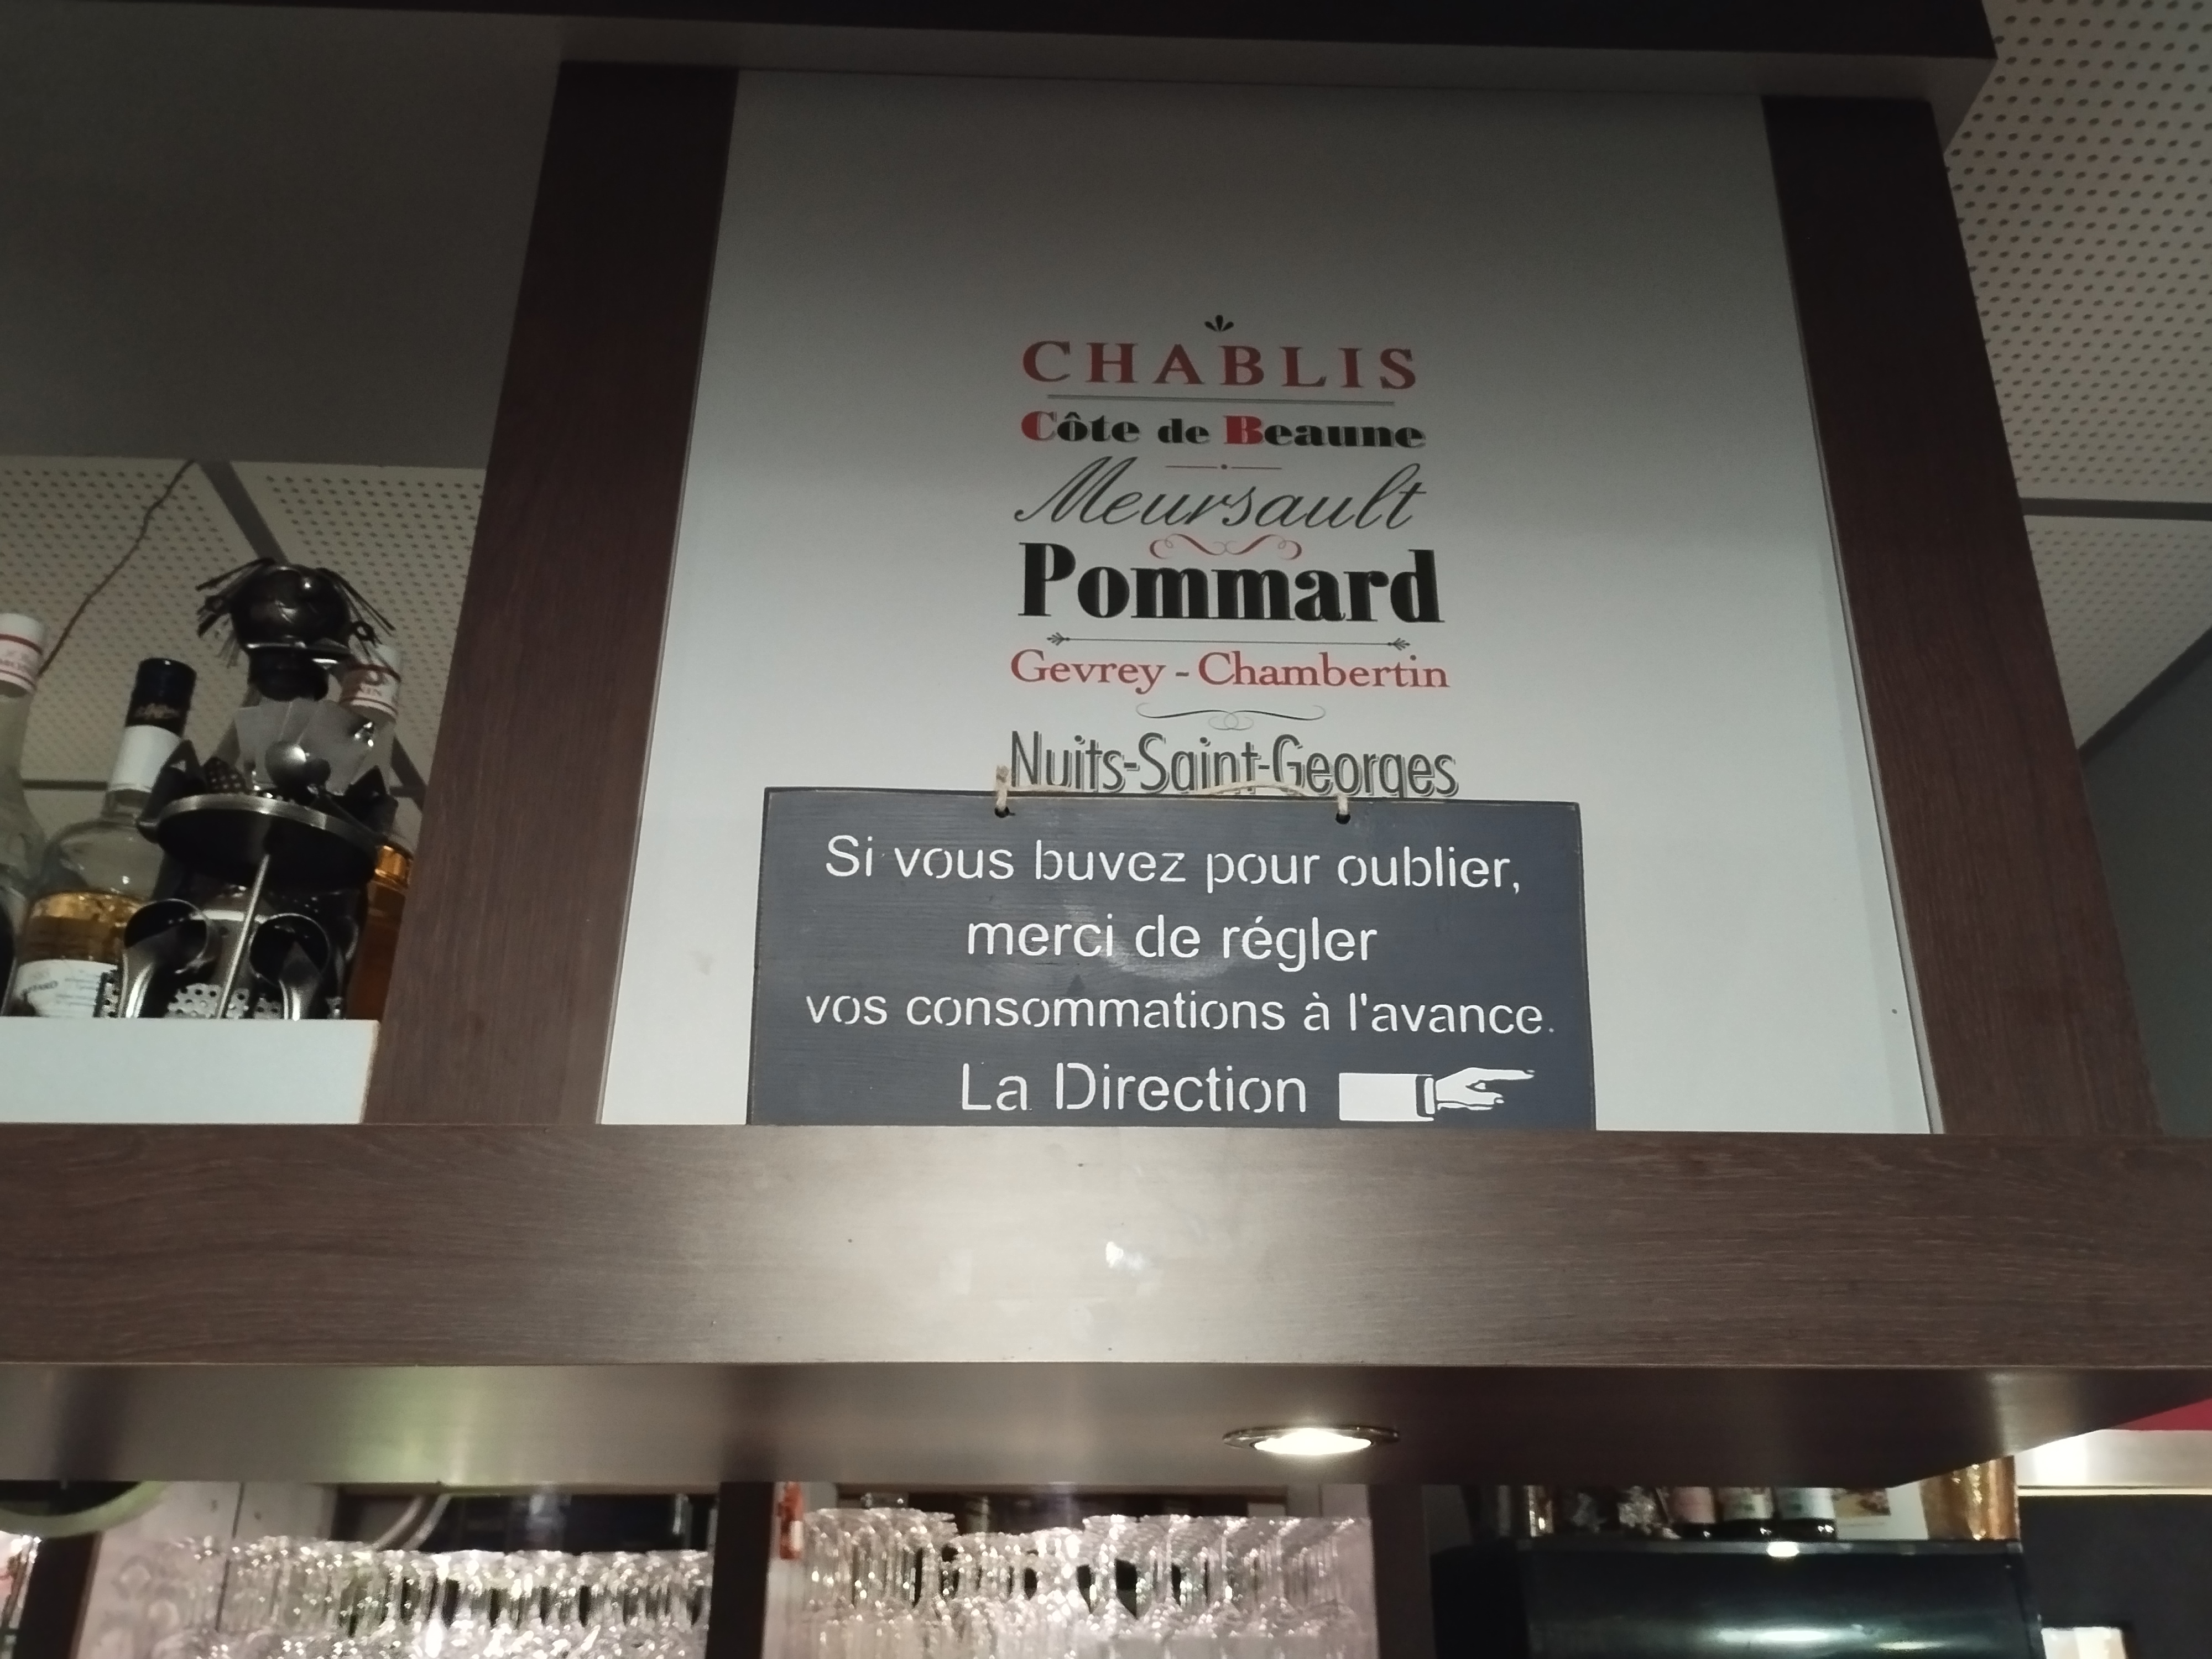 CHABLIS
Côte de Beaune
Meursault
Pommard
Gevrey - Chambertin
Nuits-Saint-Georges
Si vous buvez pour oublier,
merci de régler
vos consommations à l'avance.
La Direction